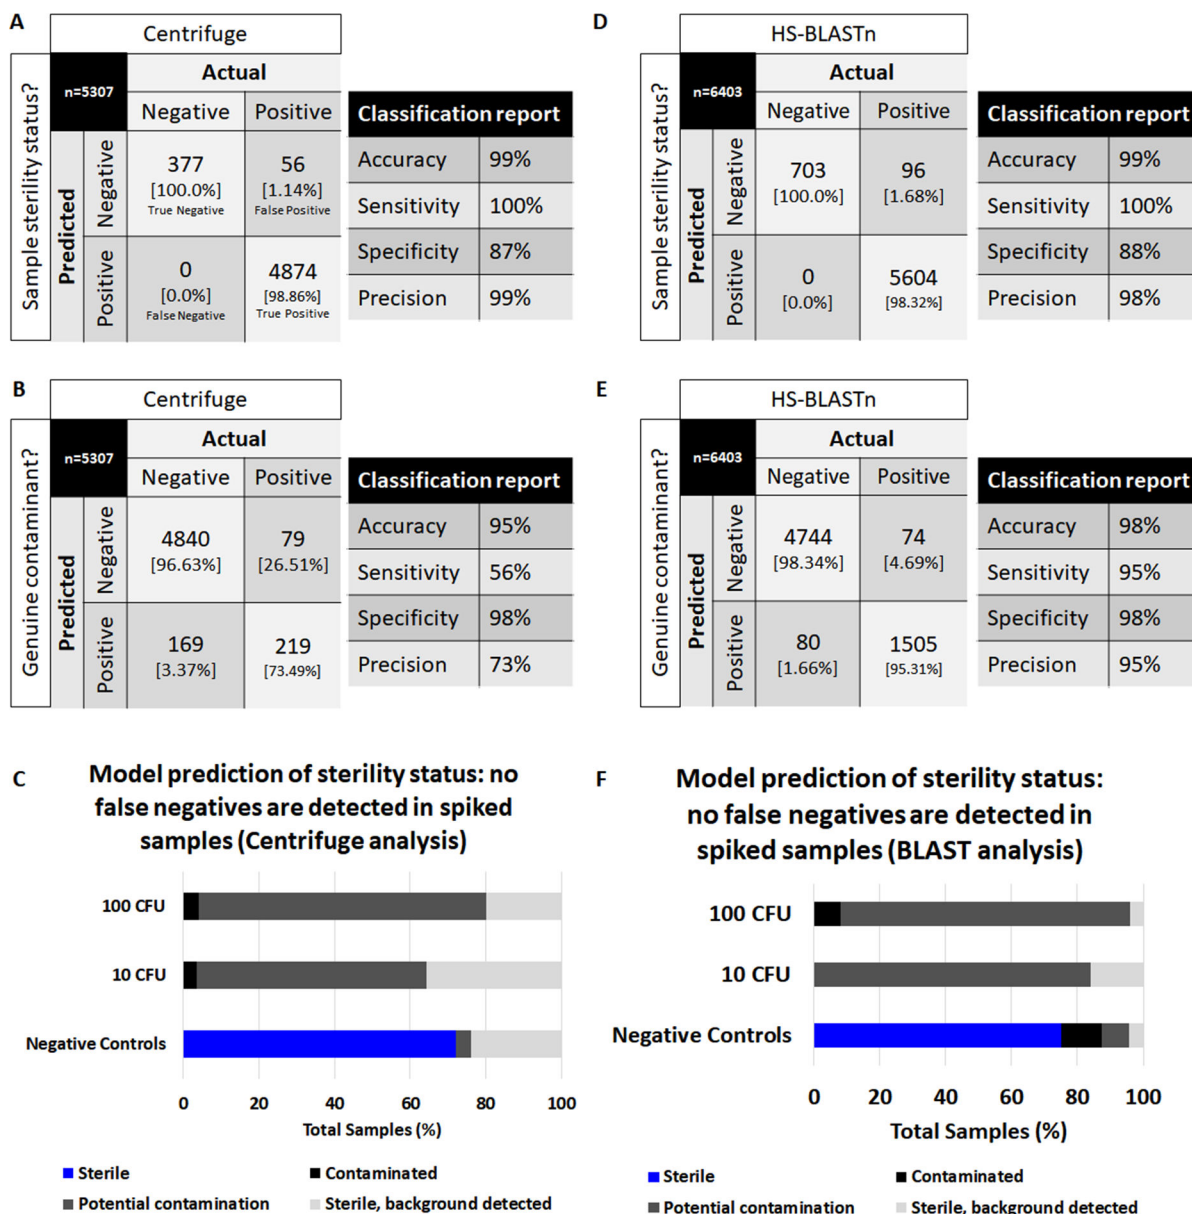 A
Centrifuge
Sample sterility status?
n=5307
Actual
Negative Positive
Predicted
Negative
377
[100.0%]
True Negative
56
[1.14%]
False Positive
Positive
0
[0.0%]
False Negative
4874
[98.86%]
True Positive
Classification report
Accuracy 99%
Sensitivity 100%
Specificity 87%
Precision 99%
D
HS-BLASTn
Sample sterility status?
n=6403
Actual
Negative Positive
Predicted
Negative
703
[100.0%]
96
[1.68%]
Positive
0
[0.0%]
5604
[98.32%]
Classification report
Accuracy 99%
Sensitivity 100%
Specificity 88%
Precision 98%
B
Centrifuge
Genuine contaminant?
n=5307
Actual
Negative Positive
Predicted
Negative
4840
[96.63%]
79
[26.51%]
Positive
169
[3.37%]
219
[73.49%]
Classification report
Accuracy 95%
Sensitivity 56%
Specificity 98%
Precision 73%
E
HS-BLASTn
Genuine contaminant?
n=6403
Actual
Negative Positive
Predicted
Negative
4744
[98.34%]
74
[4.69%]
Positive
80
[1.66%]
1505
[95.31%]
Classification report
Accuracy 98%
Sensitivity 95%
Specificity 98%
Precision 95%
C
Model prediction of sterility status: no
false negatives are detected in spiked
samples (Centrifuge analysis)
100 CFU
10 CFU
Negative Controls
0 20 40 60 80 100
Total Samples (%)
Sterile Contaminated
Potential contamination Sterile, background detected
F
Model prediction of sterility status:
no false negatives are detected in
spiked samples (BLAST analysis)
100 CFU
10 CFU
Negative Controls
0 20 40 60 80 100
Total Samples (%)
Sterile Contaminated
Potential contamination Sterile, background detected